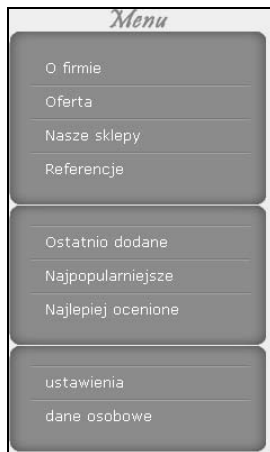 Menu
O firmie
Oferta
Nasze sklepy
Referencje
Ostatnio dodane
Najpopularniejsze
Najlepiej ocenione
ustawienia
dane osobowe